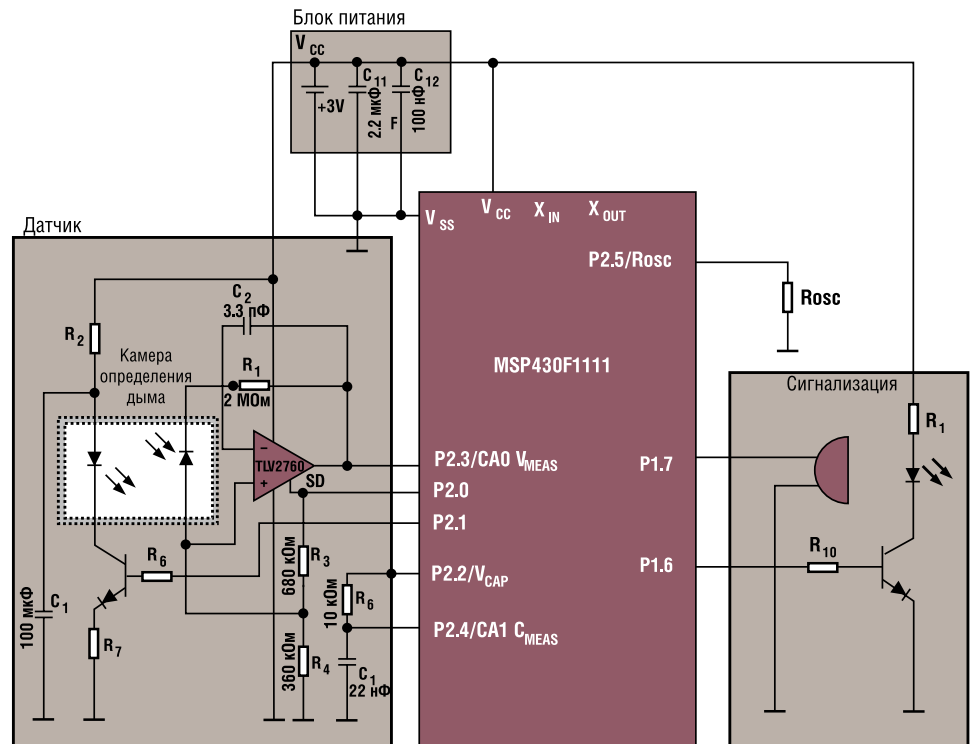 Блок питания
VCC
+3V
C11
2.2 мкФ
F
C12
100 нФ
Датчик
VSS
VCC
XIN
XOUT
P2.5/Rosc
Rosc
MSP430F1111
C2
3.3 пФ
R2
Камера
определения
дыма
R1
2 МОм
−
TLV2760
+
SD
P2.3/CA0 VMEAS
P2.0
P2.1
P2.2/VCAP
P2.4/CA1 CMEAS
P1.7
P1.6
R6
R3
680 кОм
R6
10 кОм
C1
100 мкФ
R7
R4
360 кОм
C1
22 нФ
Сигнализация
R1
R10